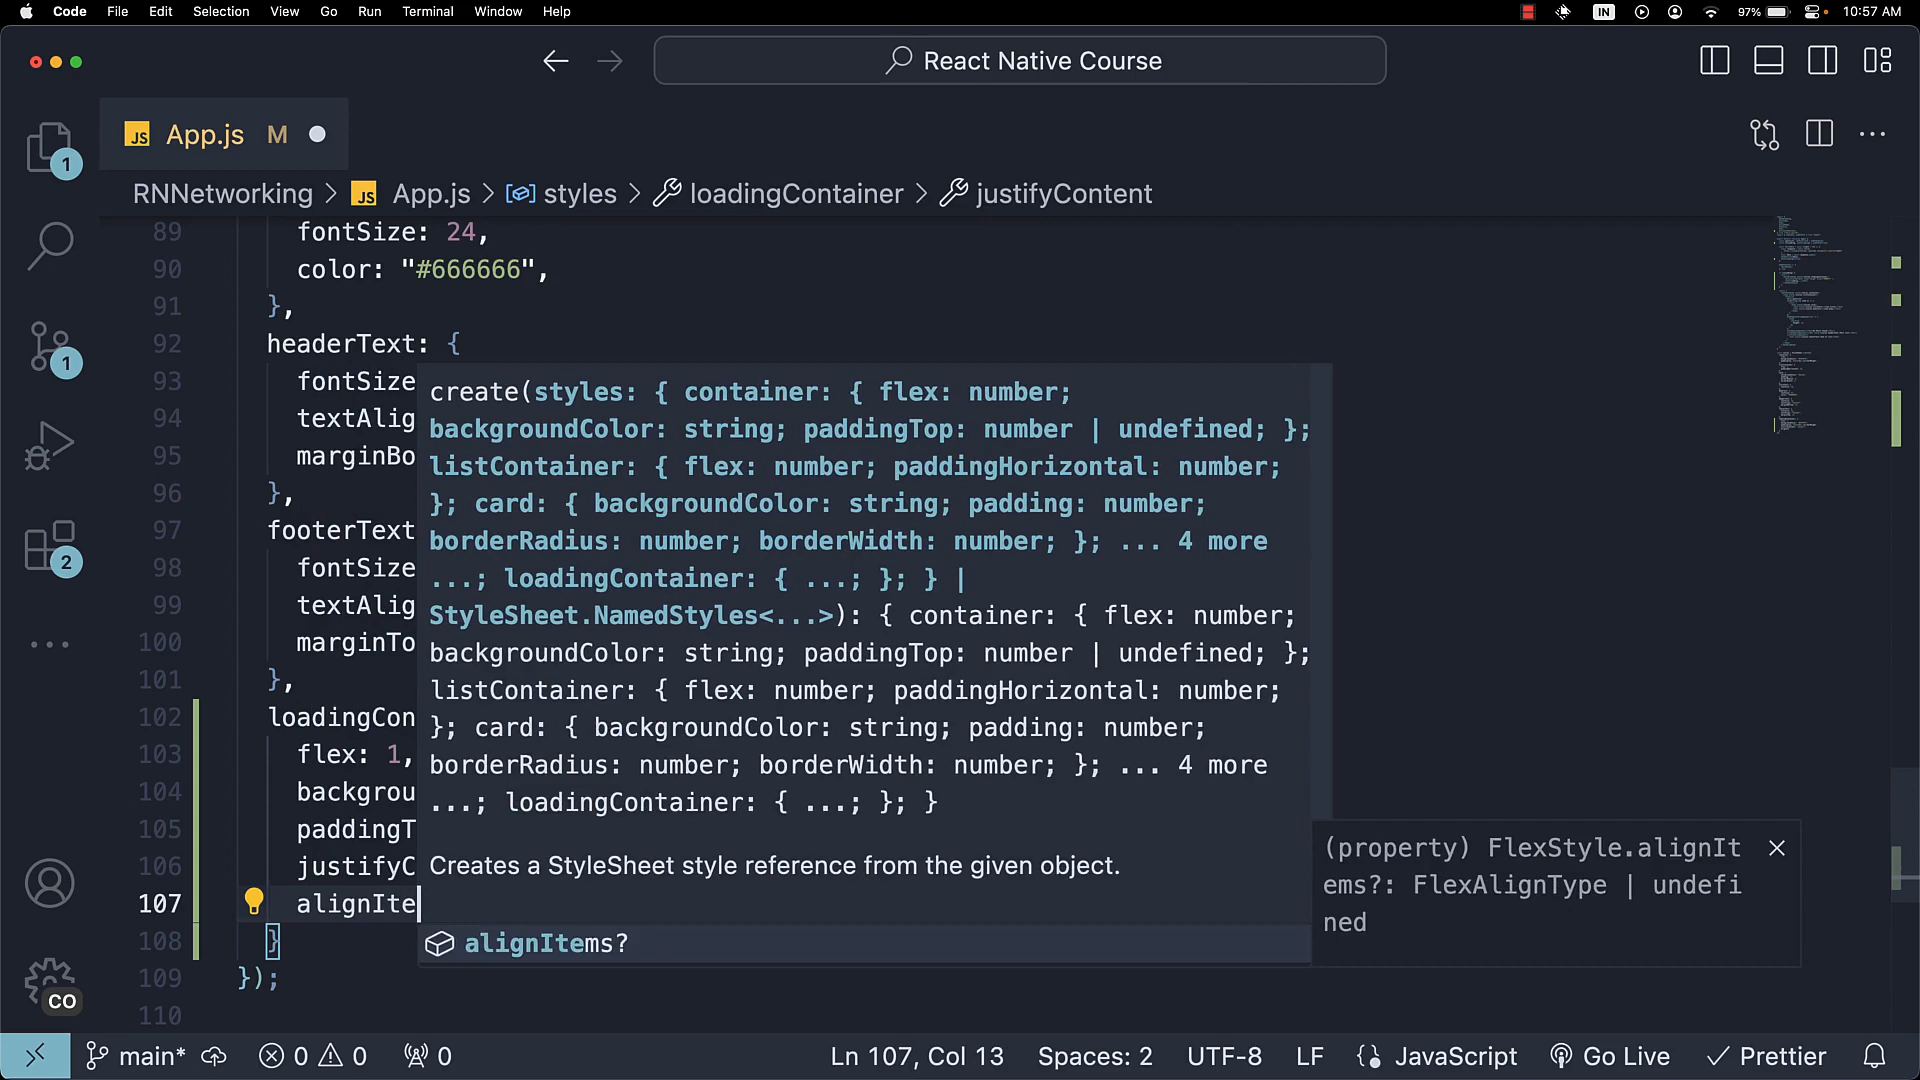 Code File Edit Selection View Go Run Terminal Window Help IN 97% 10:57 AM
React Native Course
JS App.js M
1
RNNetworking > JS App.js > styles > loadingContainer > justifyContent
89 fontSize: 24,
90 color: "#666666",
91 },
92 headerText: {
93 fontSize
94 textAlig
95 marginBo
96 },
97 footerText
98 fontSize
99 textAlig
100 marginTo
101 },
102 loadingCon
103 flex: 1,
104 backgrou
105 paddingT
106 justifyC
107 alignIte
108 }
109 });
110
create(styles: { container: { flex: number;
backgroundColor: string; paddingTop: number | undefined; };
listContainer: { flex: number; paddingHorizontal: number;
}; card: { backgroundColor: string; padding: number;
borderRadius: number; borderWidth: number; }; ... 4 more
...; loadingContainer: { ...; }; } |
StyleSheet.NamedStyles<...>): { container: { flex: number;
backgroundColor: string; paddingTop: number | undefined; };
listContainer: { flex: number; paddingHorizontal: number;
}; card: { backgroundColor: string; padding: number;
borderRadius: number; borderWidth: number; }; ... 4 more
...; loadingContainer: { ...; }; }
Creates a StyleSheet style reference from the given object.
alignItems?
(property) FlexStyle.alignIt
ems?: FlexAlignType | undefi
ned
1
2
CO
main* 0 0 0 Ln 107, Col 13 Spaces: 2 UTF-8 LF JavaScript Go Live Prettier